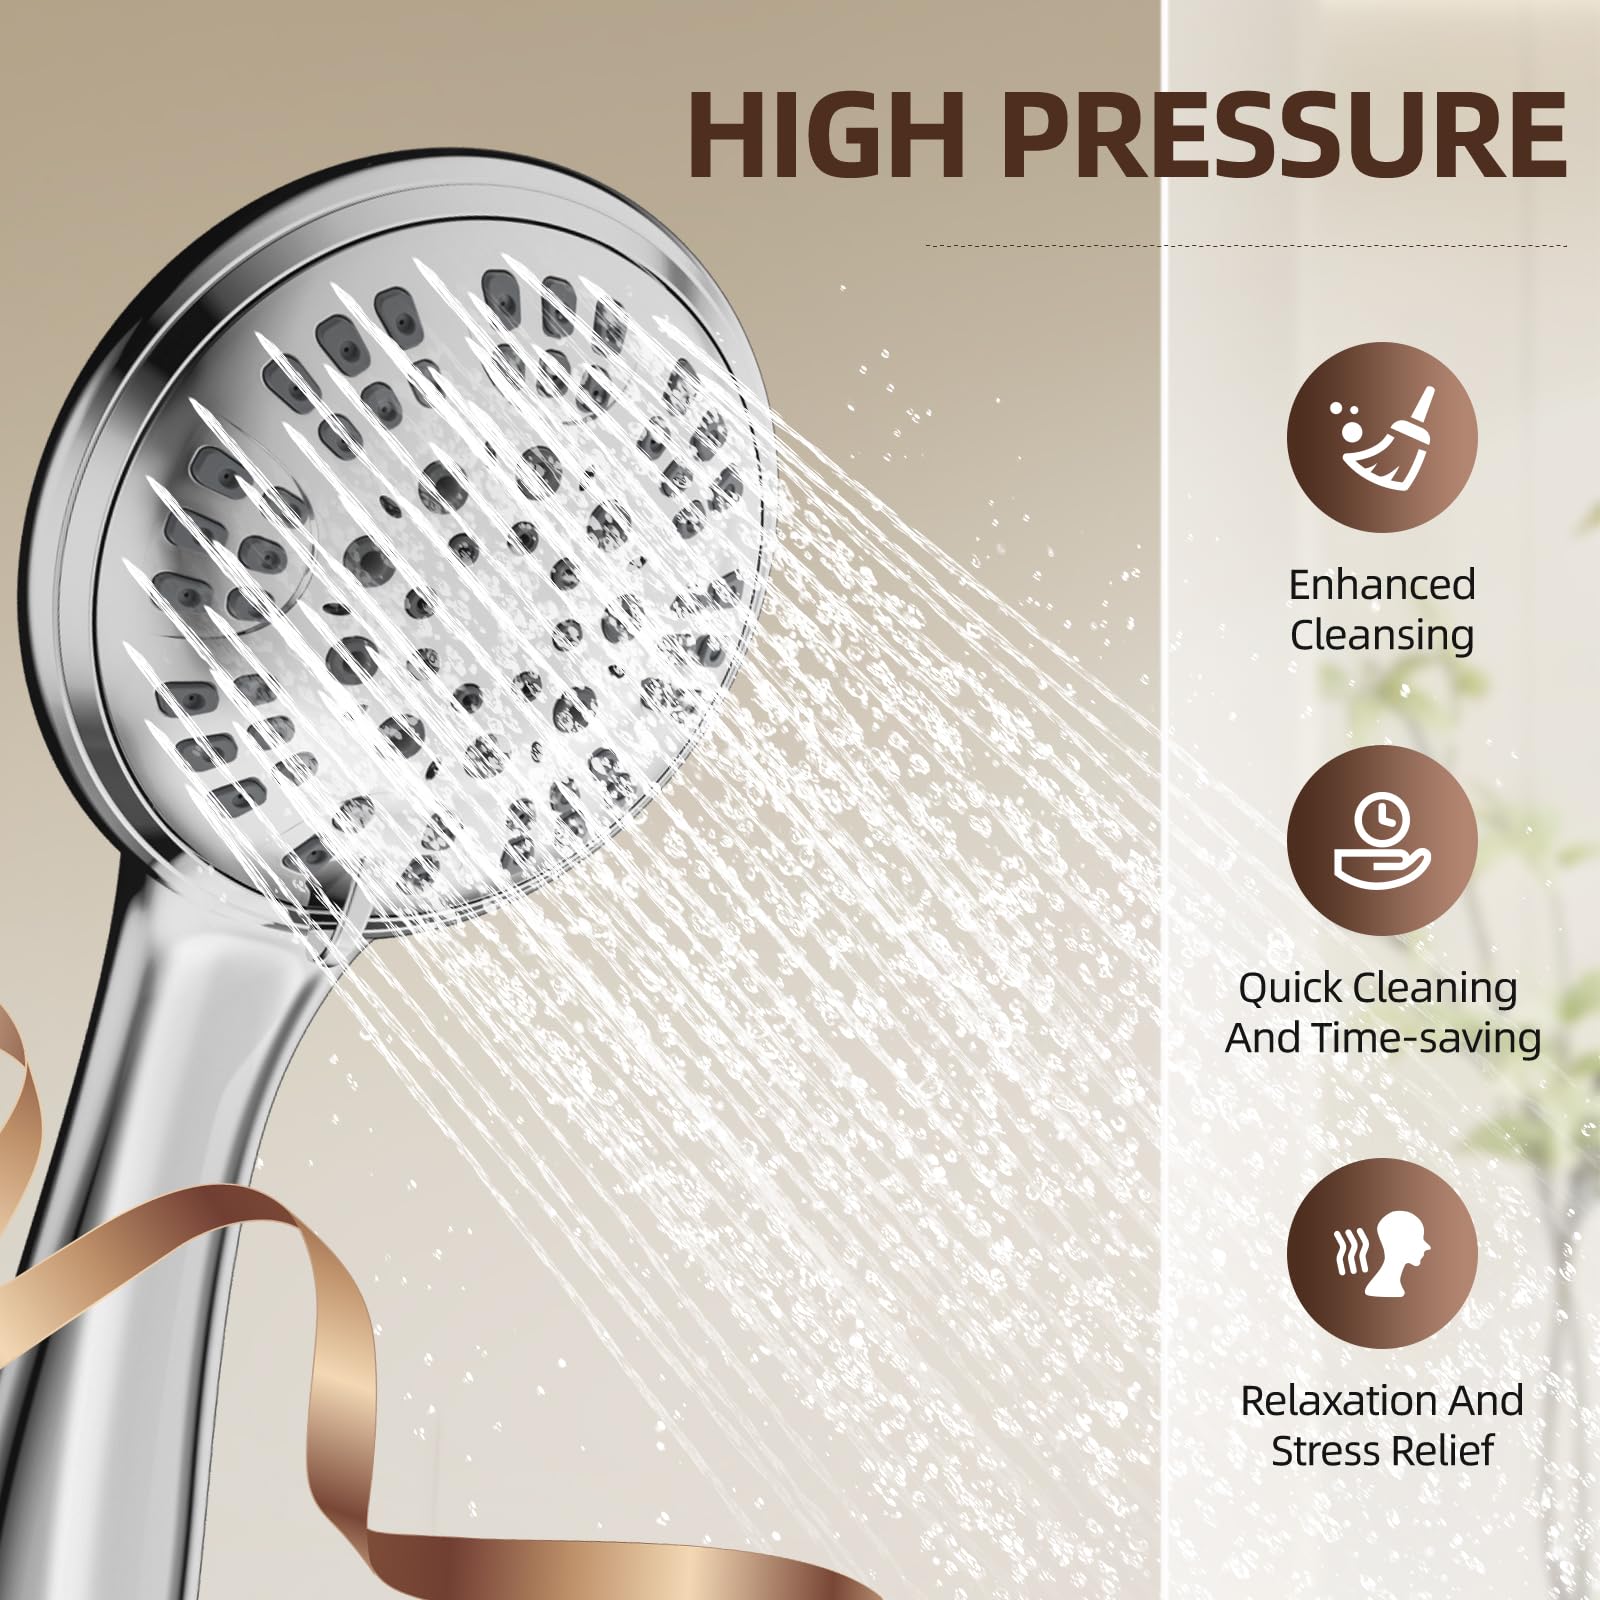 HIGH PRESSURE
Enhanced
Cleansing
Quick Cleaning
And Time-saving
Relaxation And
Stress Relief